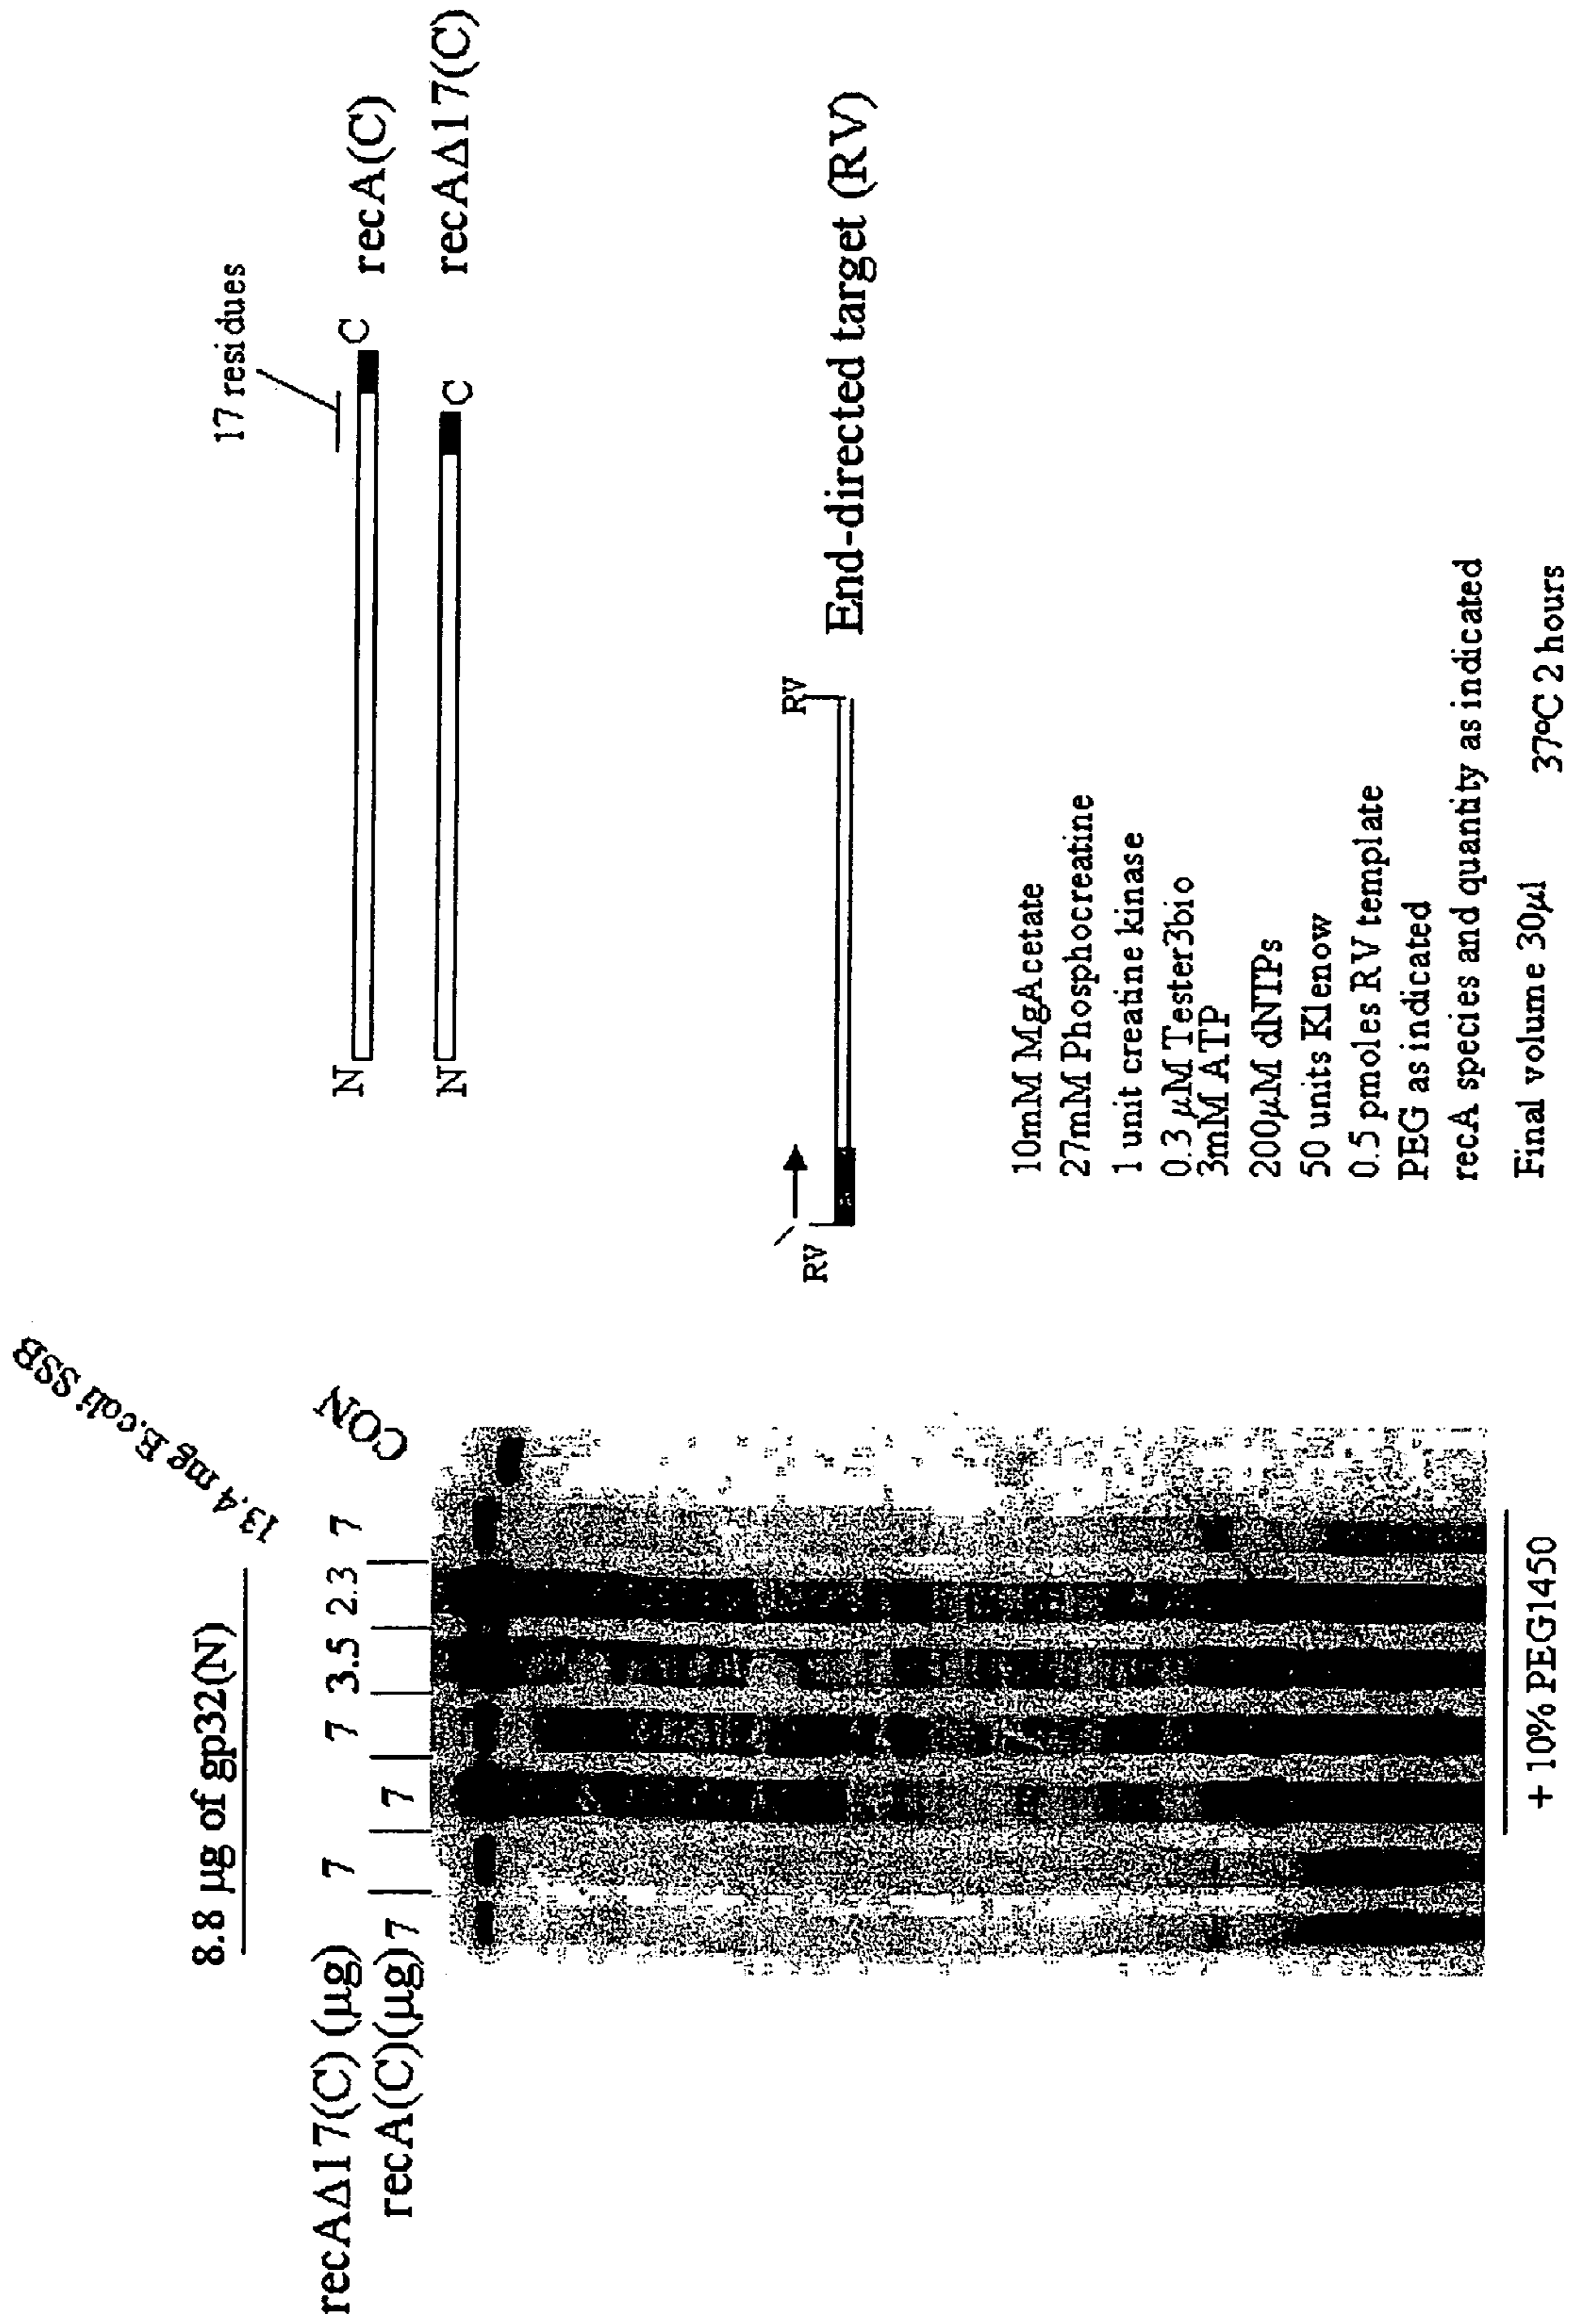 8.8 µg of gp32(N)
13.4 mg E.coli SSB
recAΔ17(C) (µg) 7 7 3.5 2.3 7
recA(C)(µg) 7 7
CON
+ 10% PEG1450
17 residues
N C recA(C)
N C recAΔ17(C)
RV RV
End-directed target (RV)
10mM MgAcetate
27mM Phosphocreatine
1 unit creatine kinase
0.3 µM Tester3bio
3mM ATP
200µM dNTPs
50 units Klenow
0.5 pmoles RV template
PEG as indicated
recA species and quantity as indicated
Final volume 30µl 37ºC 2 hours